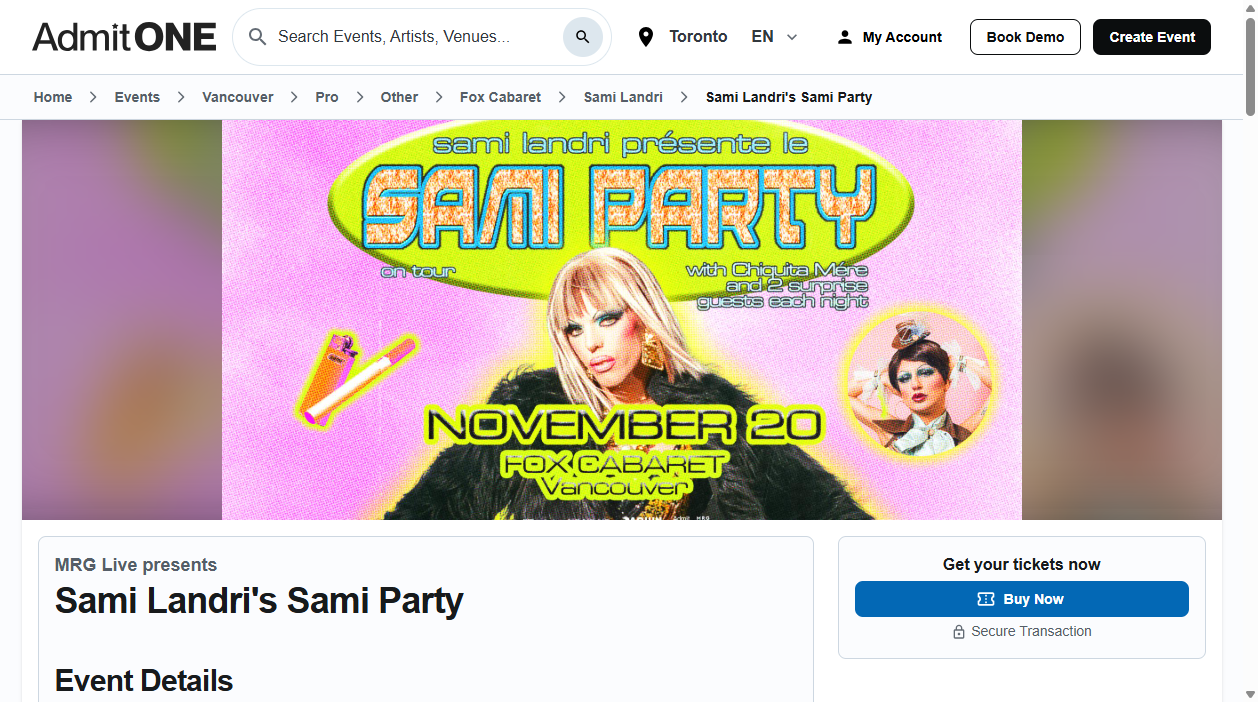 AdmitONE
Search Events, Artists, Venues...
Toronto
EN
My Account
Book Demo
Create Event
Home
Events
Vancouver
Pro
Other
Fox Cabaret
Sami Landri
Sami Landri's Sami Party
sami landri présente le
SAMI PARTY
on tour
with Chiquita Mére
and 2 surprise
guests each night
NOVEMBER 20
FOX CABARET
Vancouver
MRG Live presents
Sami Landri's Sami Party
Event Details
Get your tickets now
Buy Now
Secure Transaction